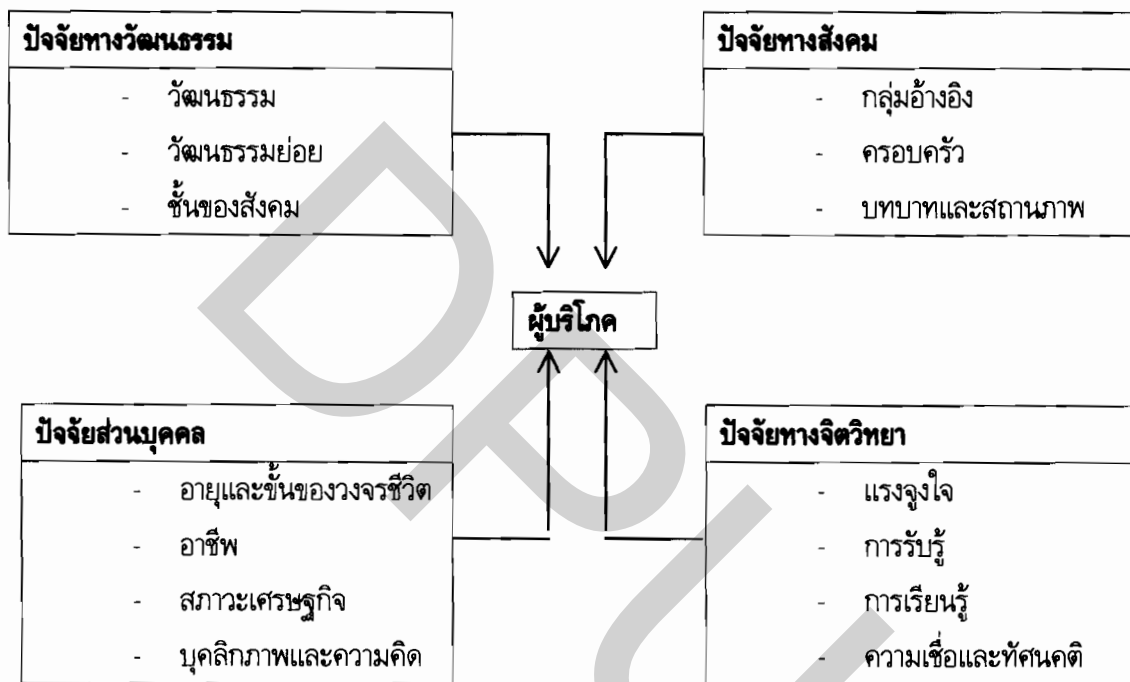 ปัจจัยทางวัฒนธรรม
- วัฒนธรรม
- วัฒนธรรมย่อย
- ชั้นของสังคม
ปัจจัยทางสังคม
- กลุ่มอ้างอิง
- ครอบครัว
- บทบาทและสถานภาพ
ผู้บริโภค
ปัจจัยส่วนบุคคล
- อายุและขั้นของวงจรชีวิต
- อาชีพ
- สภาวะเศรษฐกิจ
- บุคลิกภาพและความคิด
ปัจจัยทางจิตวิทยา
- แรงจูงใจ
- การรับรู้
- การเรียนรู้
- ความเชื่อและทัศนคติ
DPU